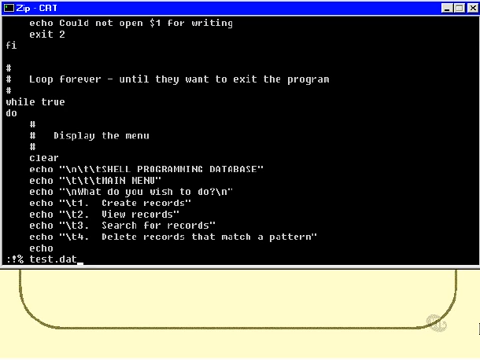 Zip - CAT
echo Could not open $1 for writing
exit 2
fi
#
# Loop forever - until they want to exit the program
#
while true
do
#
# Display the menu
#
clear
echo "\n\t\tSHELL PROGRAMMING DATABASE"
echo "\t\t\tMAIN MENU"
echo "\nWhat do you wish to do?\n"
echo "\t1. Create records"
echo "\t2. View records"
echo "\t3. Search for records"
echo "\t4. Delete records that match a pattern"
echo
:!% test.dat